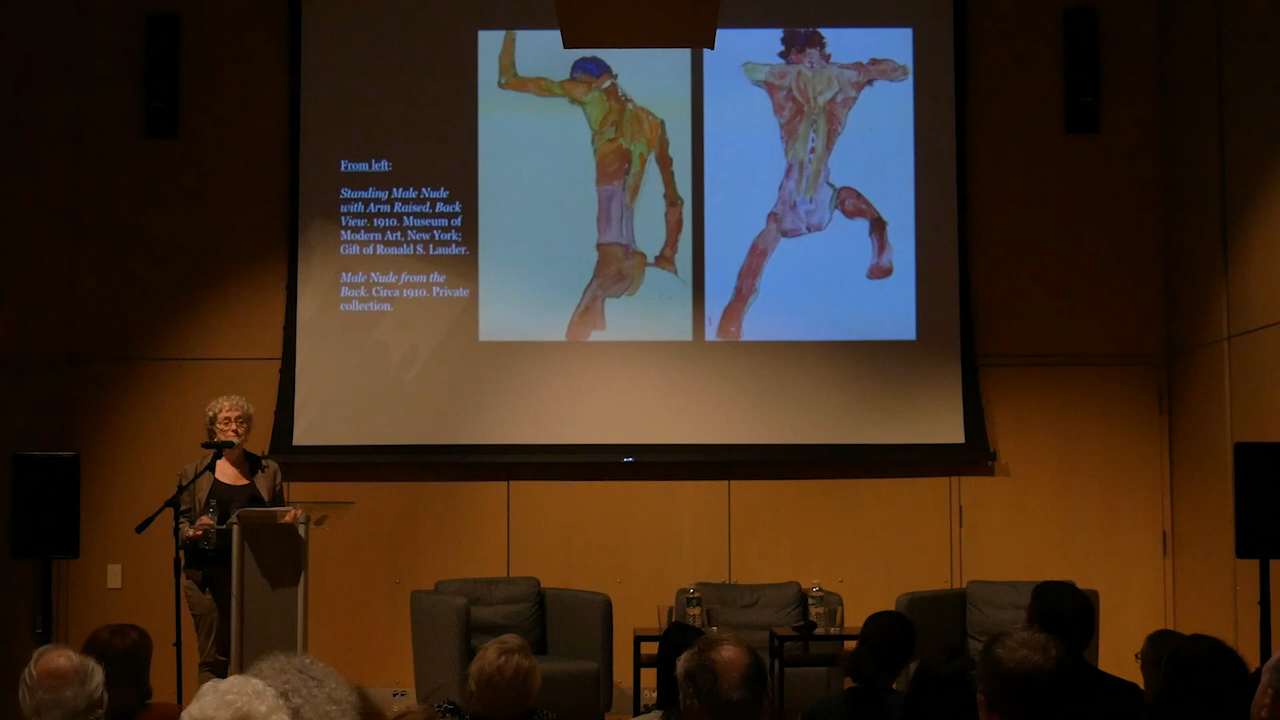 From left:
Standing Male Nude
with Arm Raised, Back
View. 1910. Museum of
Modern Art, New York;
Gift of Ronald S. Lauder.
Male Nude from the
Back. Circa 1910. Private
collection.